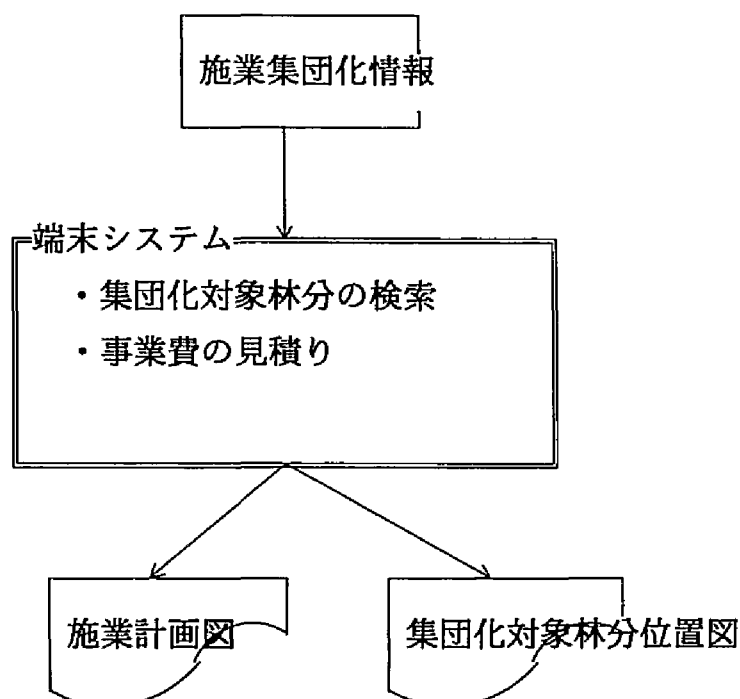 施業集団化情報
端末システム
・集団化対象林分の検索
・事業費の見積り
施業計画図
集団化対象林分位置図